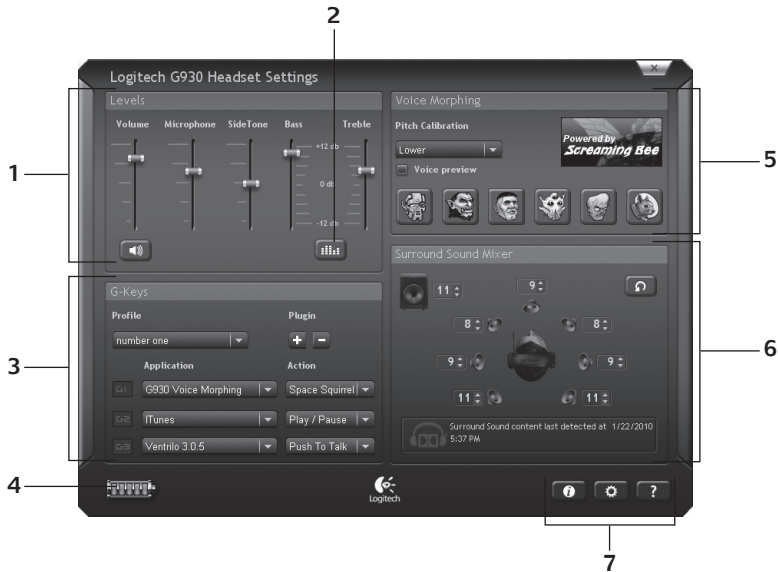 2
Logitech G930 Headset Settings
1
Levels
Volume Microphone SideTone Bass Treble
+12 db
0 db
-12 db
Voice Morphing
Pitch Calibration
Lower
Voice preview
Powered by
Screaming Bee
5
3
G-Keys
Profile Plugin
number one
+ -
Application Action
G1 G930 Voice Morphing Space Squirrel
G2 ITunes Play / Pause
G3 Ventrilo 3.0.5 Push To Talk
Surround Sound Mixer
11 9
8 8
9 9
11 11
Surround Sound content last detected at 1/22/2010
5:37 PM
6
4
Logitech
i ?
7